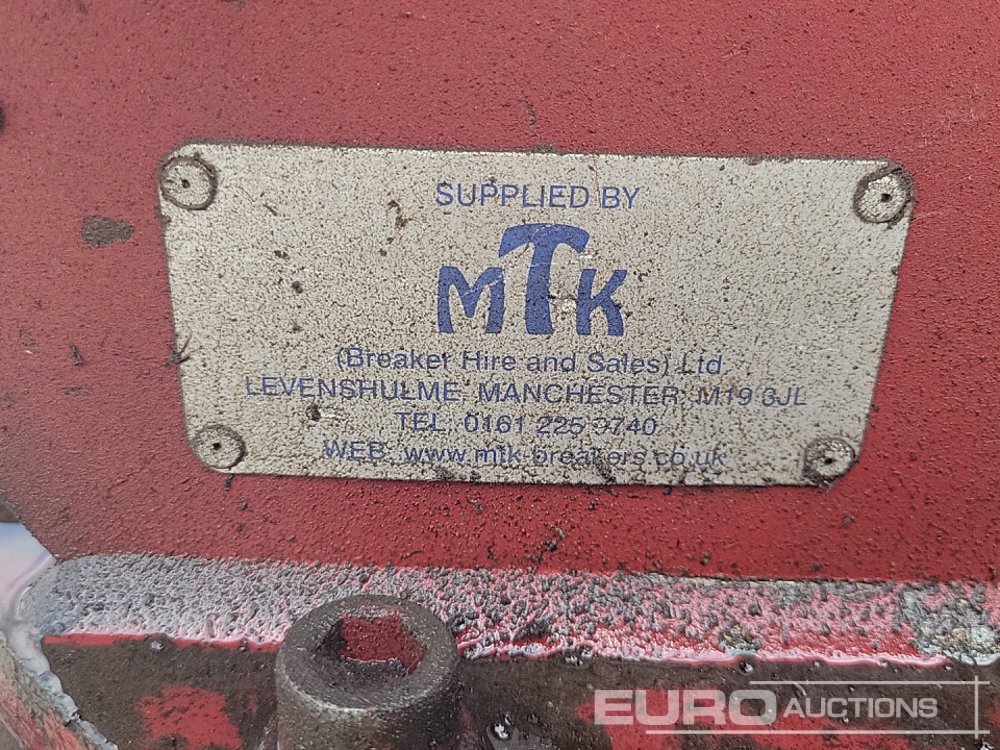 SUPPLIED BY
MTK
(Breaker Hire and Sales) Ltd
LEVENSHULME, MANCHESTER M19 3JL
TEL: 0161 225 9740
WEB: www.mtk-breakers.co.uk
EURO AUCTIONS